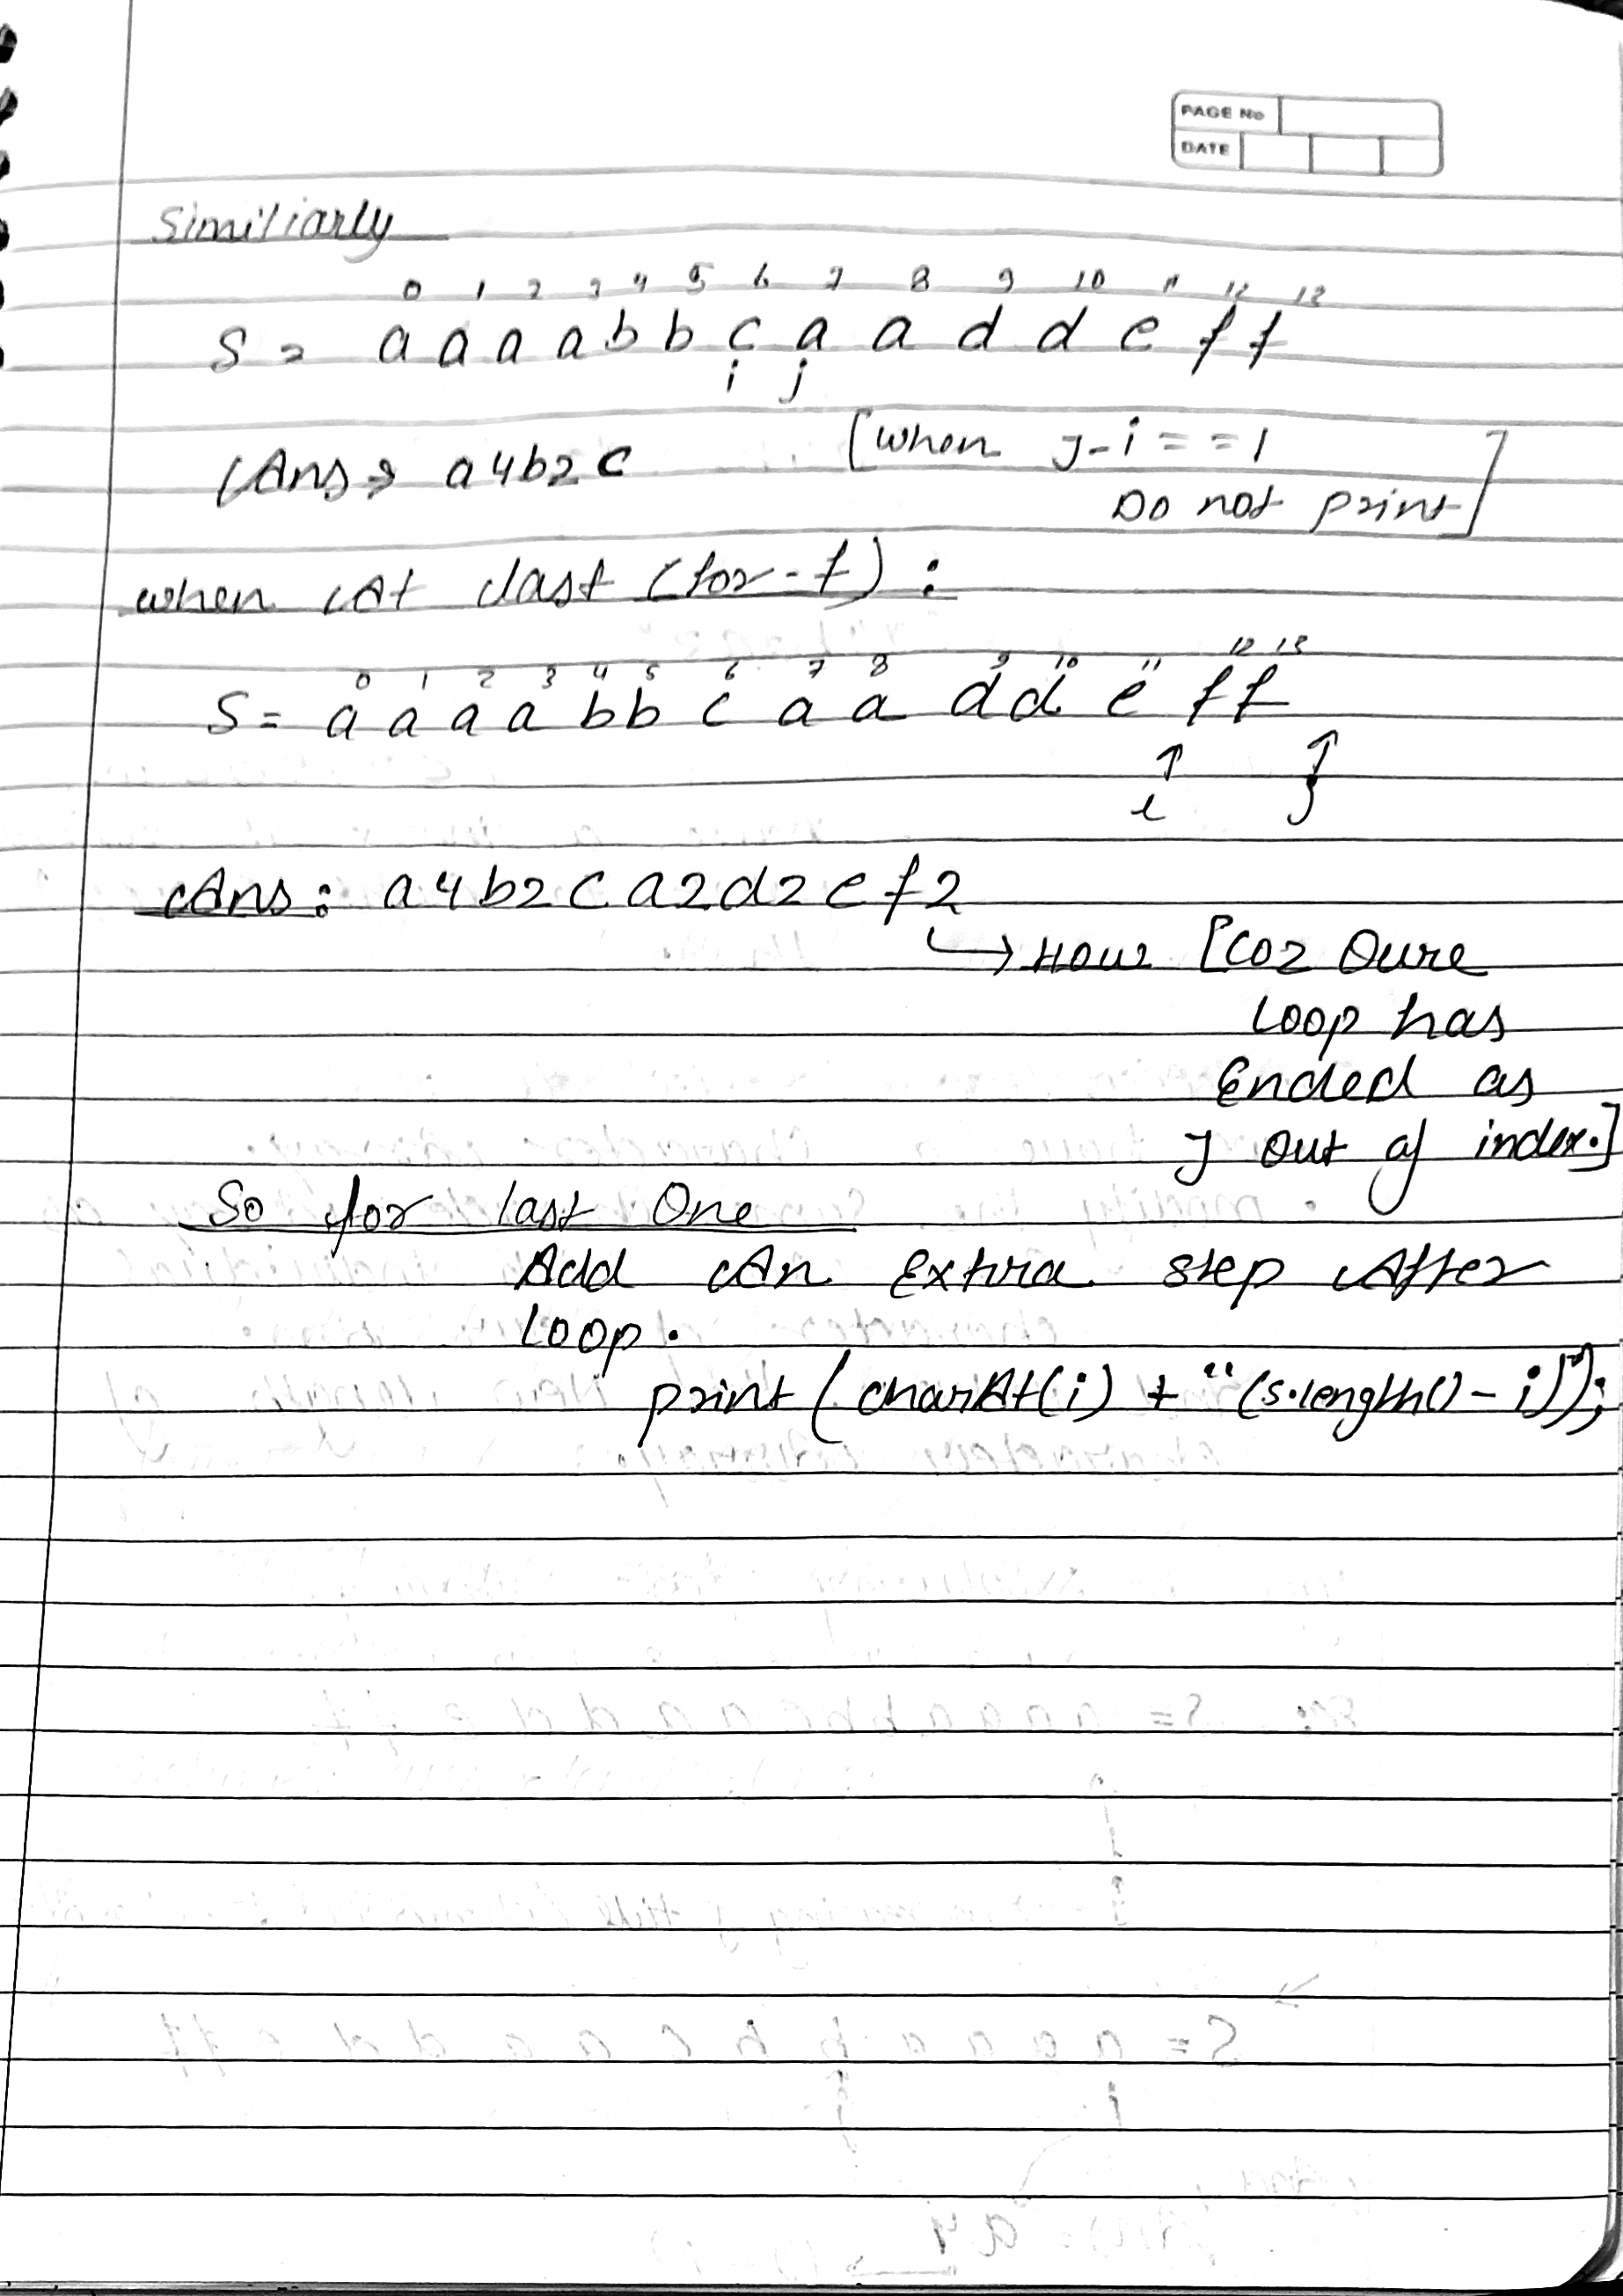 PAGE No
DATE
Similiarly
0 1 2 3 4 5 6 7 8 9 10 11 12 13
S = a a a a b b c a a d d e f f
i j
Ans → a4b2c [when J-i==1
Do not print]
when At last (for-f):
0 1 2 3 4 5 6 7 8 9 10 11 12 13
S= a a a a b b c a a d d e f f
i j
Ans: a4b2ca2d2ef2
→ How [Coz Oure
Loop has
Ended as
J Out of index.]
So for last One
Add An Extra step After
Loop.
print (charAt(i) + "(s.length() - i)");